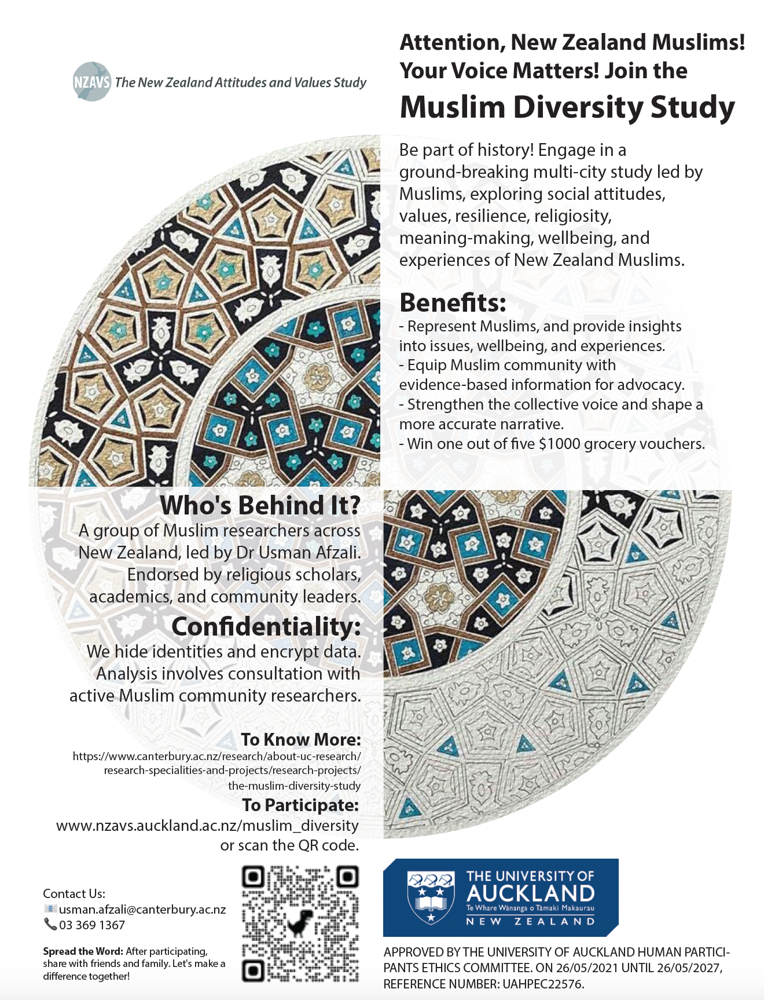 NZAVS The New Zealand Attitudes and Values Study
Attention, New Zealand Muslims!
Your Voice Matters! Join the
Muslim Diversity Study
Be part of history! Engage in a
ground-breaking multi-city study led by
Muslims, exploring social attitudes,
values, resilience, religiosity,
meaning-making, wellbeing, and
experiences of New Zealand Muslims.
Benefits:
- Represent Muslims, and provide insights
into issues, wellbeing, and experiences.
- Equip Muslim community with
evidence-based information for advocacy.
- Strengthen the collective voice and shape a
more accurate narrative.
- Win one out of five $1000 grocery vouchers.
Who's Behind It?
A group of Muslim researchers across
New Zealand, led by Dr Usman Afzali.
Endorsed by religious scholars,
academics, and community leaders.
Confidentiality:
We hide identities and encrypt data.
Analysis involves consultation with
active Muslim community researchers.
To Know More:
https://www.canterbury.ac.nz/research/about-uc-research/
research-specialities-and-projects/research-projects/
the-muslim-diversity-study
To Participate:
www.nzavs.auckland.ac.nz/muslim_diversity
or scan the QR code.
Contact Us:
usman.afzali@canterbury.ac.nz
03 369 1367
Spread the Word: After participating,
share with friends and family. Let's make a
difference together!
THE UNIVERSITY OF
AUCKLAND
Te Whare Wānanga o Tāmaki Makaurau
NEW ZEALAND
APPROVED BY THE UNIVERSITY OF AUCKLAND HUMAN PARTICI-
PANTS ETHICS COMMITTEE. ON 26/05/2021 UNTIL 26/05/2027,
REFERENCE NUMBER: UAHPEC22576.